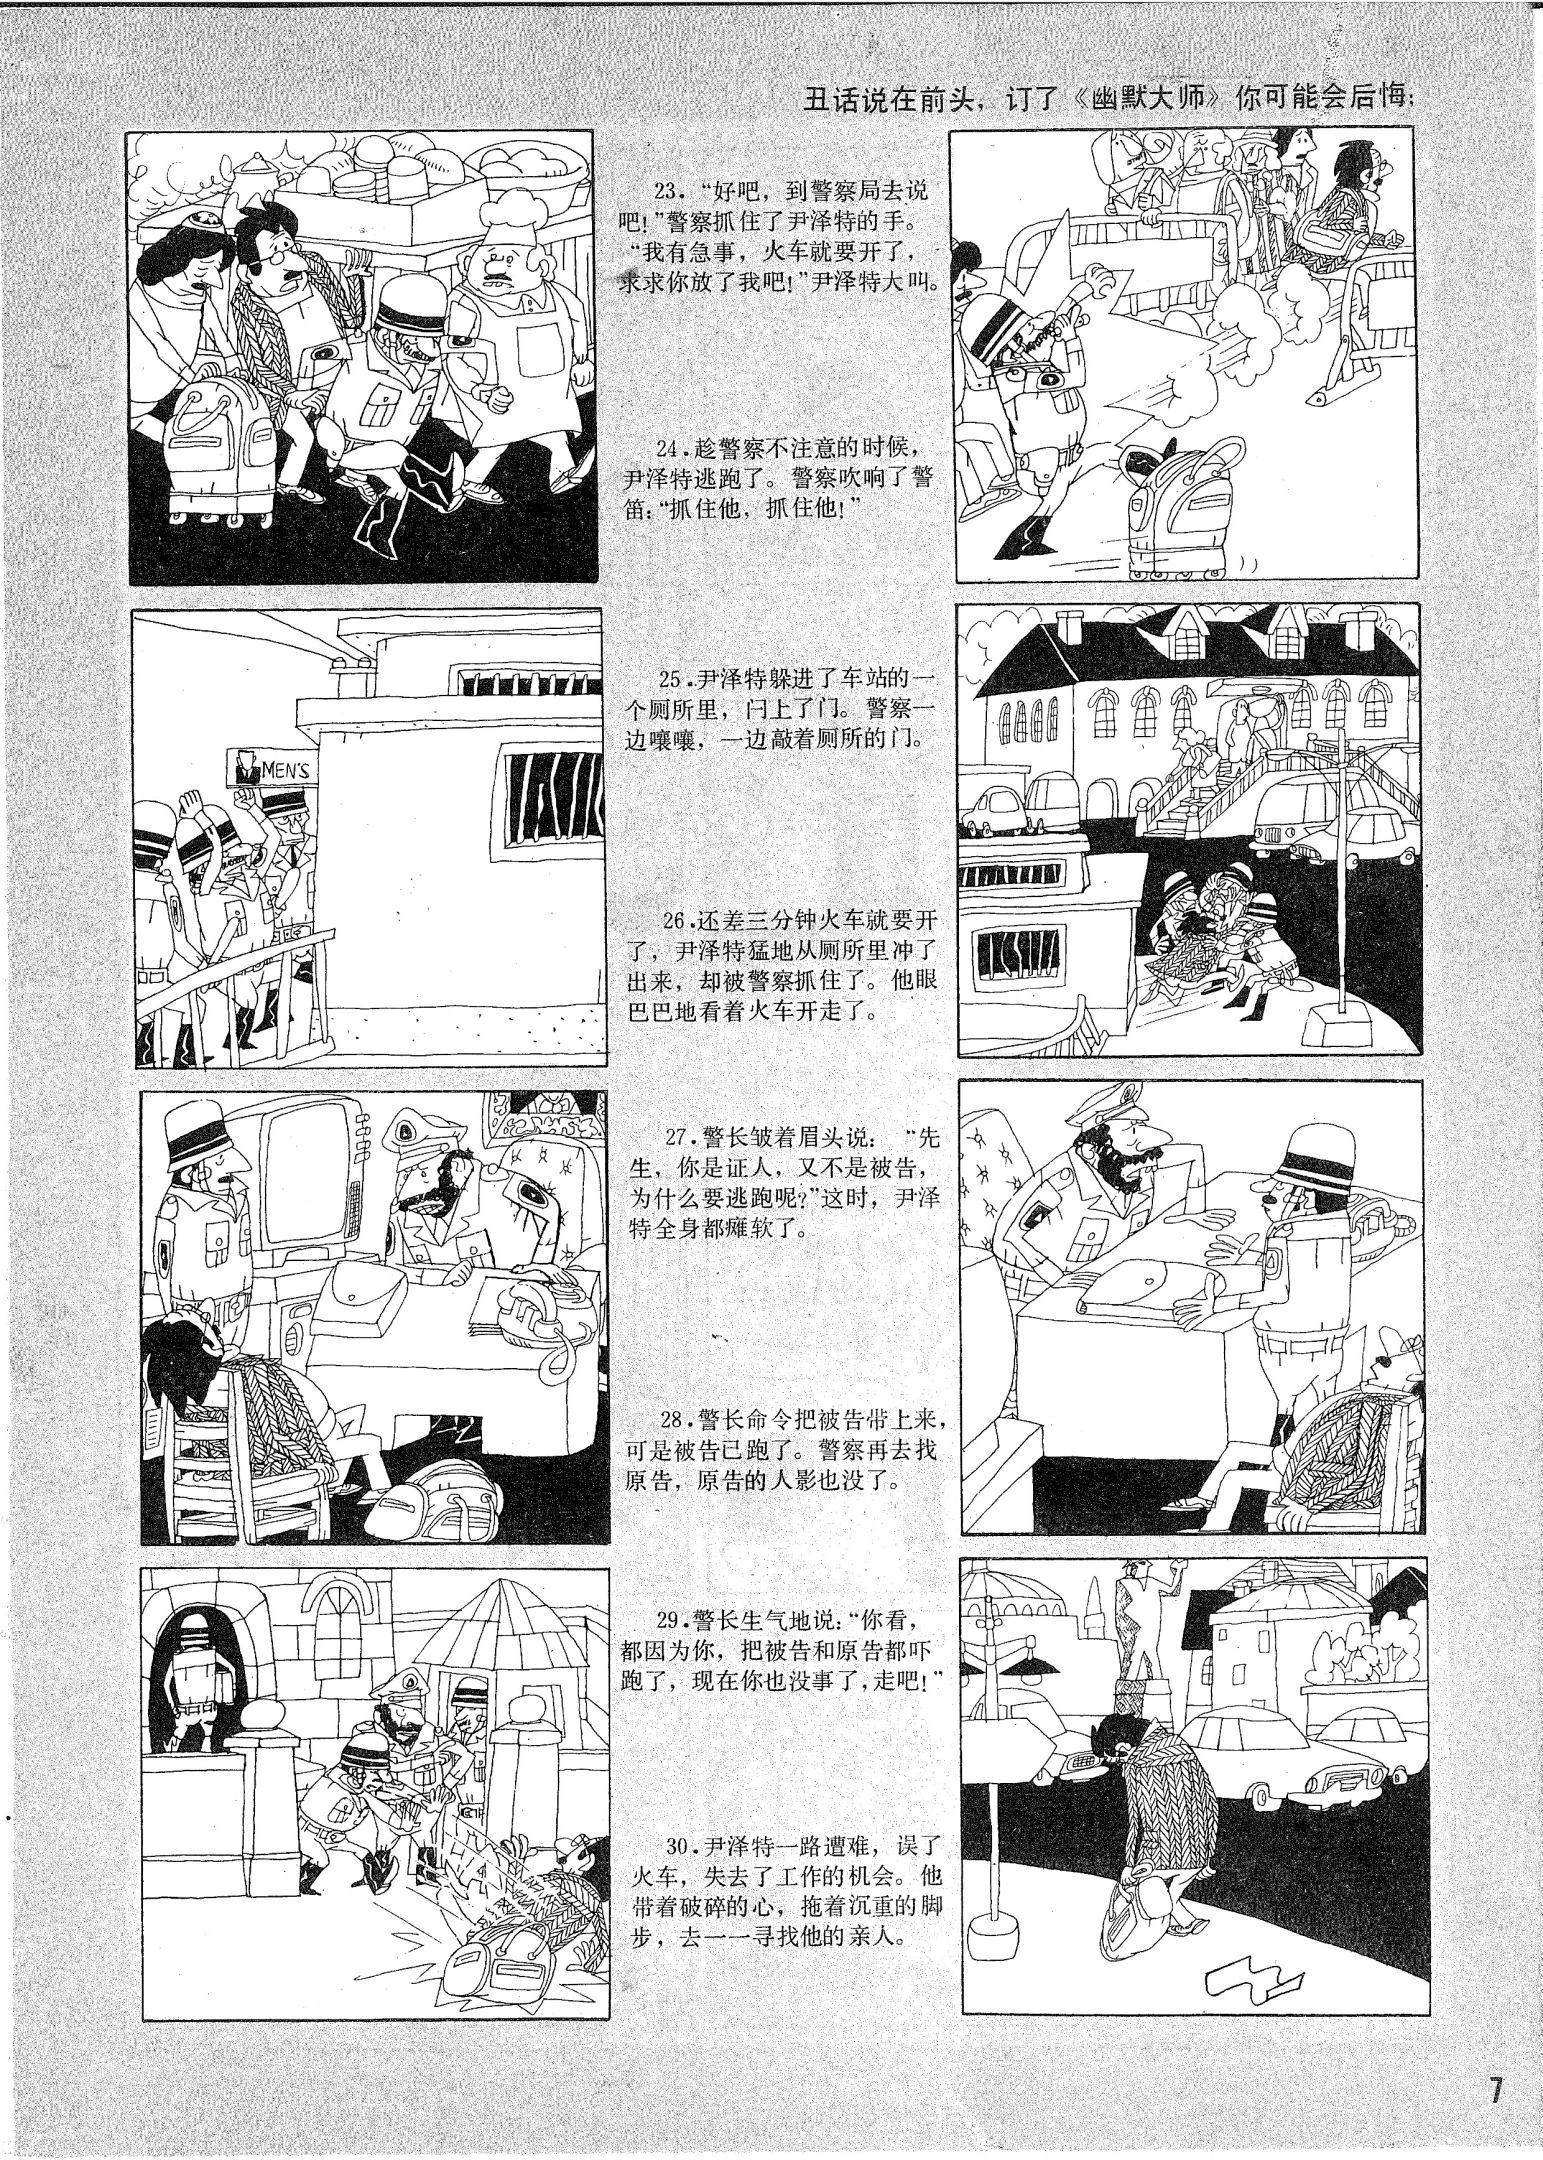 丑话说在前头，订了《幽默大师》你可能会后悔；
23．“好吧，到警察局去说
吧！”警察抓住了尹泽特的手。
“我有急事，火车就要开了，
求求你放了我吧！”尹泽特大叫。
24．趁警察不注意的时候，
尹泽特逃跑了。警察吹响了警
笛：“抓住他，抓住他！”
25．尹泽特躲进了车站的一
个厕所里，闩上了门。警察一
边嚷嚷，一边敲着厕所的门。
MEN'S
26．还差三分钟火车就要开
了，尹泽特猛地从厕所里冲了
出来，却被警察抓住了。他眼
巴巴地看着火车开走了。
27．警长皱着眉头说：“先
生，你是证人，又不是被告，
为什么要逃跑呢？”这时，尹泽
特全身都瘫软了。
28．警长命令把被告带上来，
可是被告已跑了。警察再去找
原告，原告的人影也没了。
29．警长生气地说：“你看，
都因为你，把被告和原告都吓
跑了，现在你也没事了，走吧！”
30．尹泽特一路遭难，误了
火车，失去了工作的机会。他
带着破碎的心，拖着沉重的脚
步，去一一寻找他的亲人。
7